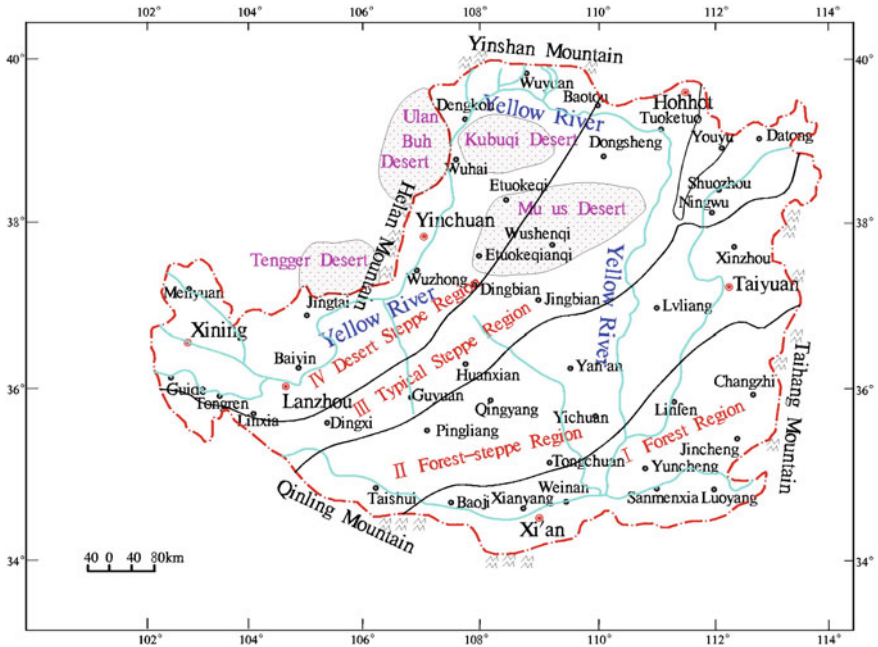 102° 104° 106° 108° 110° 112° 114°
40°
38°
36°
34°
40°
38°
36°
34°
Yinshan Mountain
Wuyuan
Baotou
Hohhot
Dengkou
Yellow River
Tuoketuo
Youyu
Datong
Ulan
Buh
Desert
Kubuqi Desert
Dongsheng
Wuhai
Etuokeqi
Shuozhou
Ningwu
Helan Mountain
Yinchuan
Mu us Desert
Wushenqi
Xinzhou
Tengger Desert
Etuokeqianqi
Wuzhong
Dingbian
Jingbian
Yellow River
Taiyuan
Menyuan
Jingtai
Yellow River
Lvliang
Xining
IV Desert Steppe Region
Baiyin
III Typical Steppe Region
Huanxian
Yan'an
Taihang Mountain
Changzhi
Guide
Tongren
Lanzhou
Guyuan
Qingyang
Linfen
Linxia
Dingxi
Yichuan
Pingliang
I Forest Region
Jincheng
II Forest-steppe Region
Tongchuan
Yuncheng
Qinling Mountain
Taishui
Baoji
Xianyang
Weinan
Sanmenxia
Luoyang
Xi'an
40 0 40 80km
102° 104° 106° 108° 110° 112° 114°